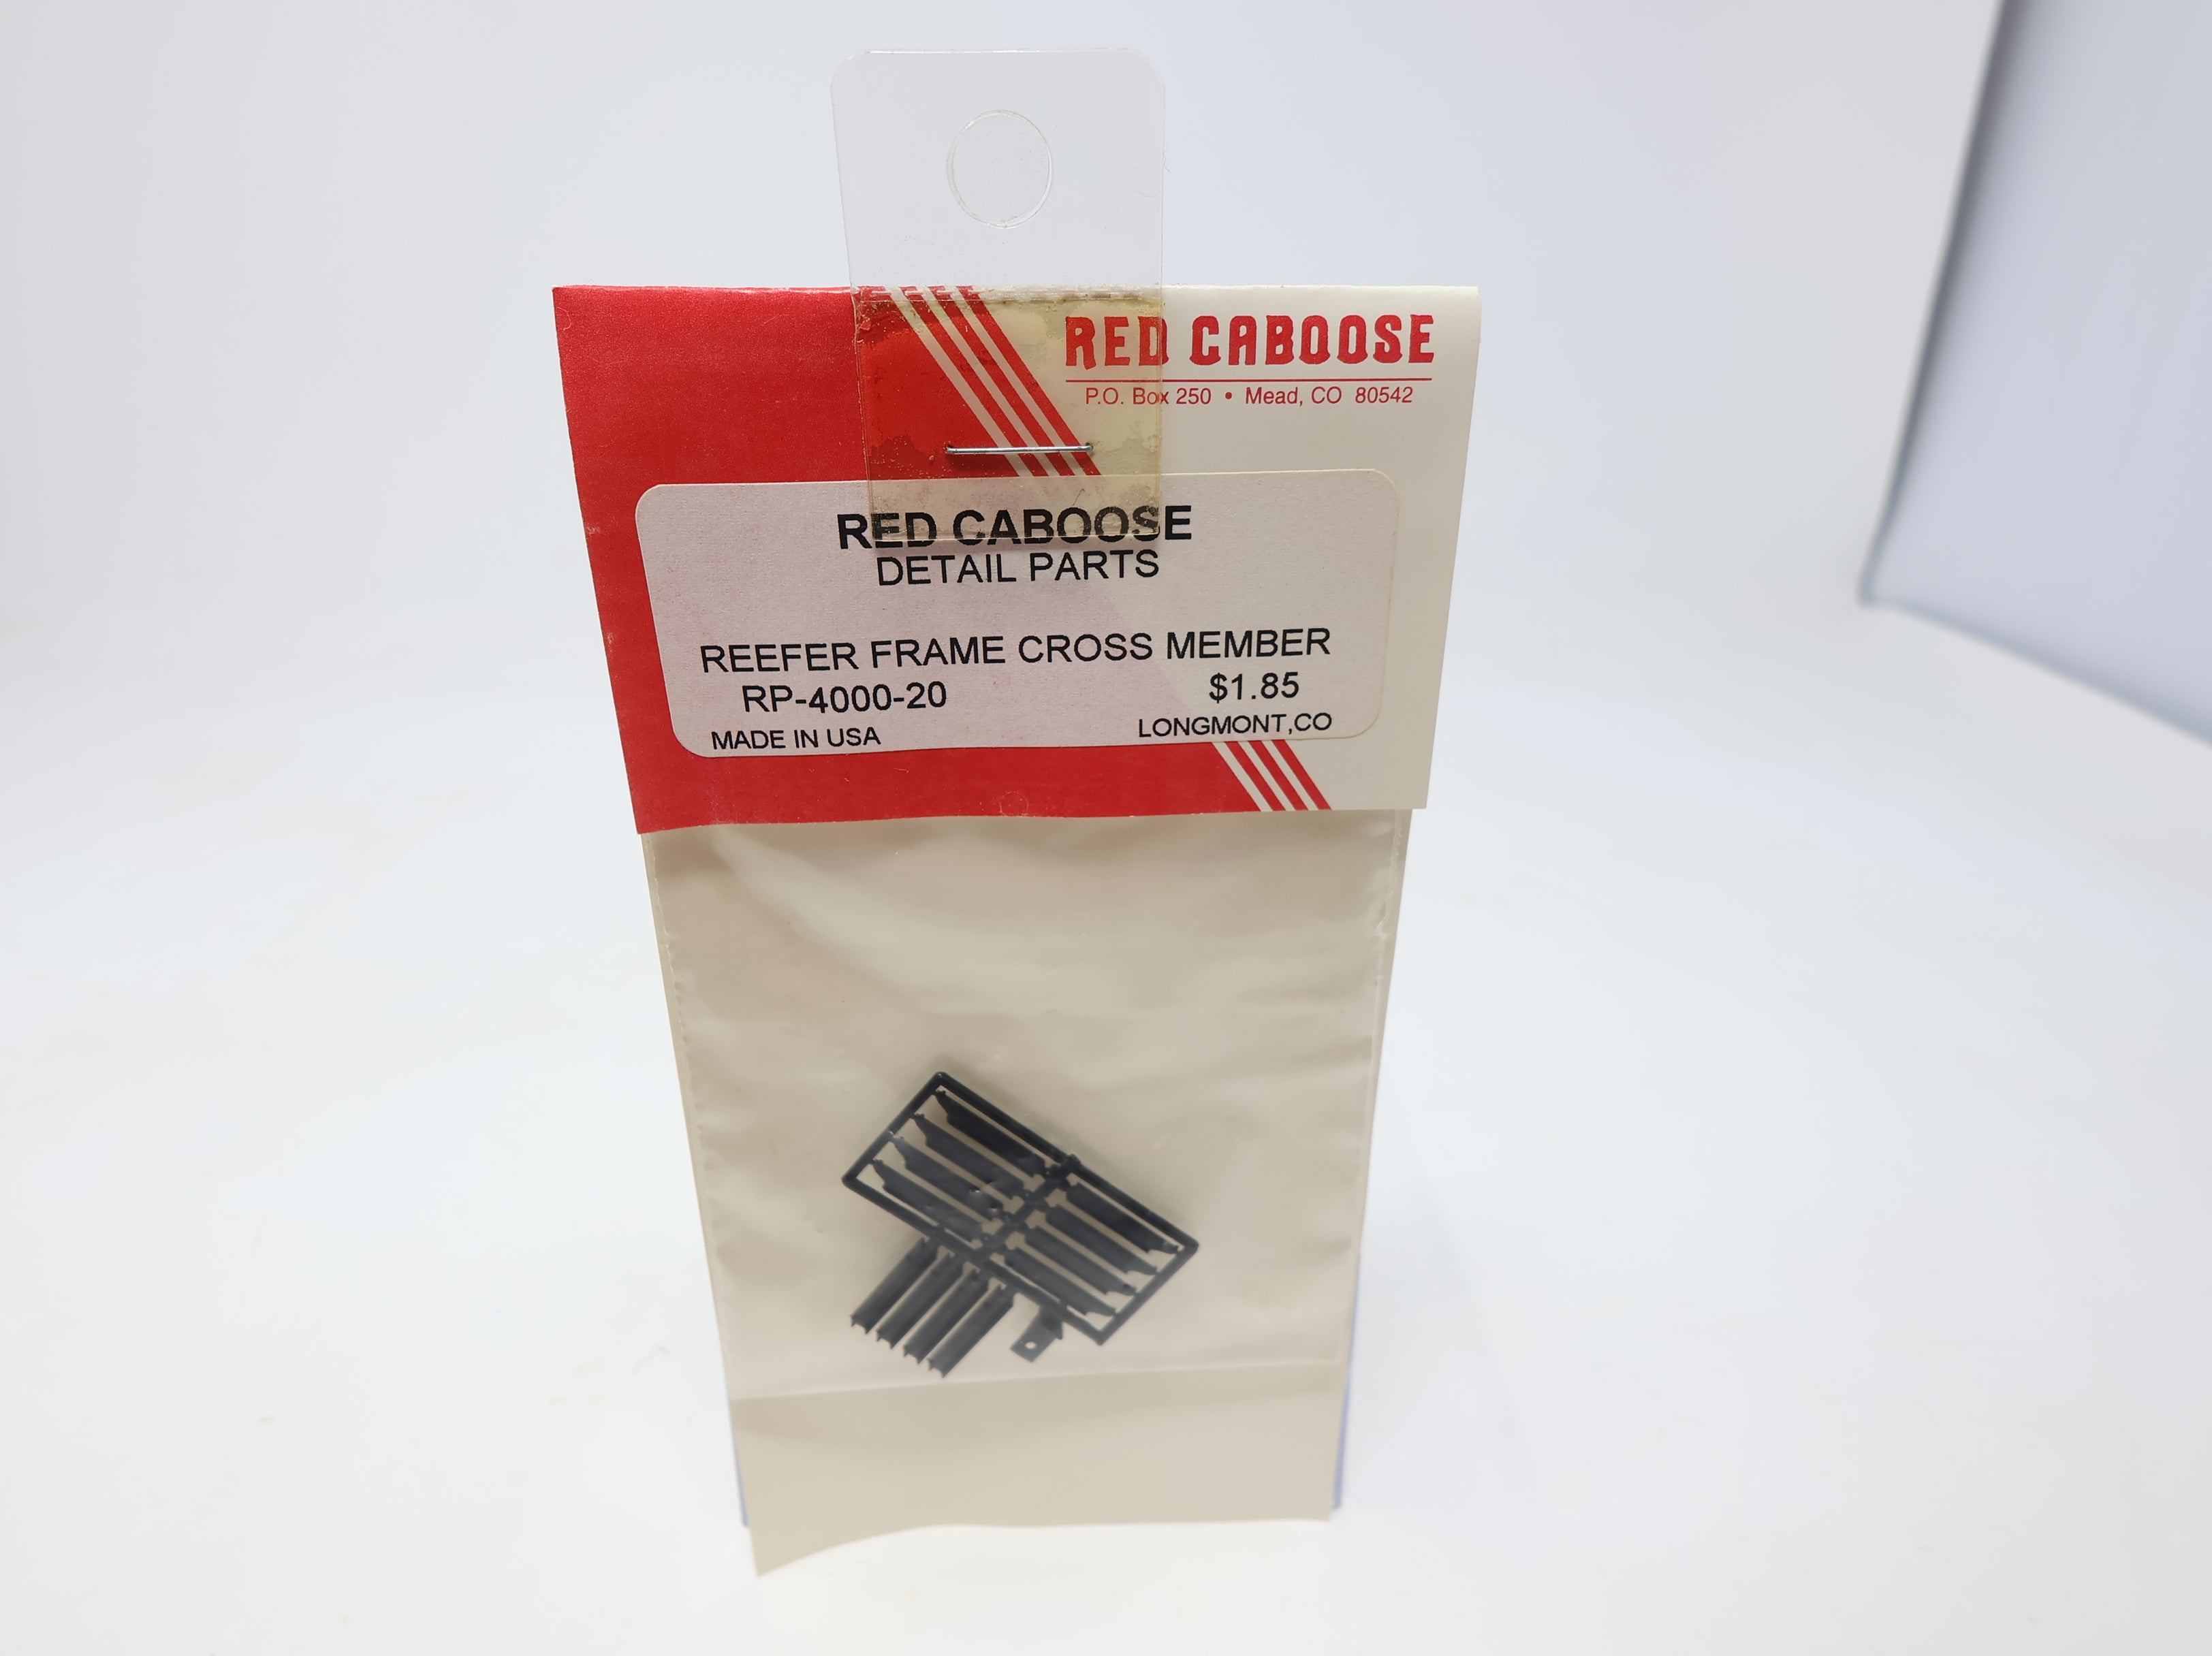 RED CABOOSE
P.O. Box 250 • Mead, CO 80542
RED CABOOSE
DETAIL PARTS
REEFER FRAME CROSS MEMBER
RP-4000-20 $1.85
MADE IN USA LONGMONT,CO